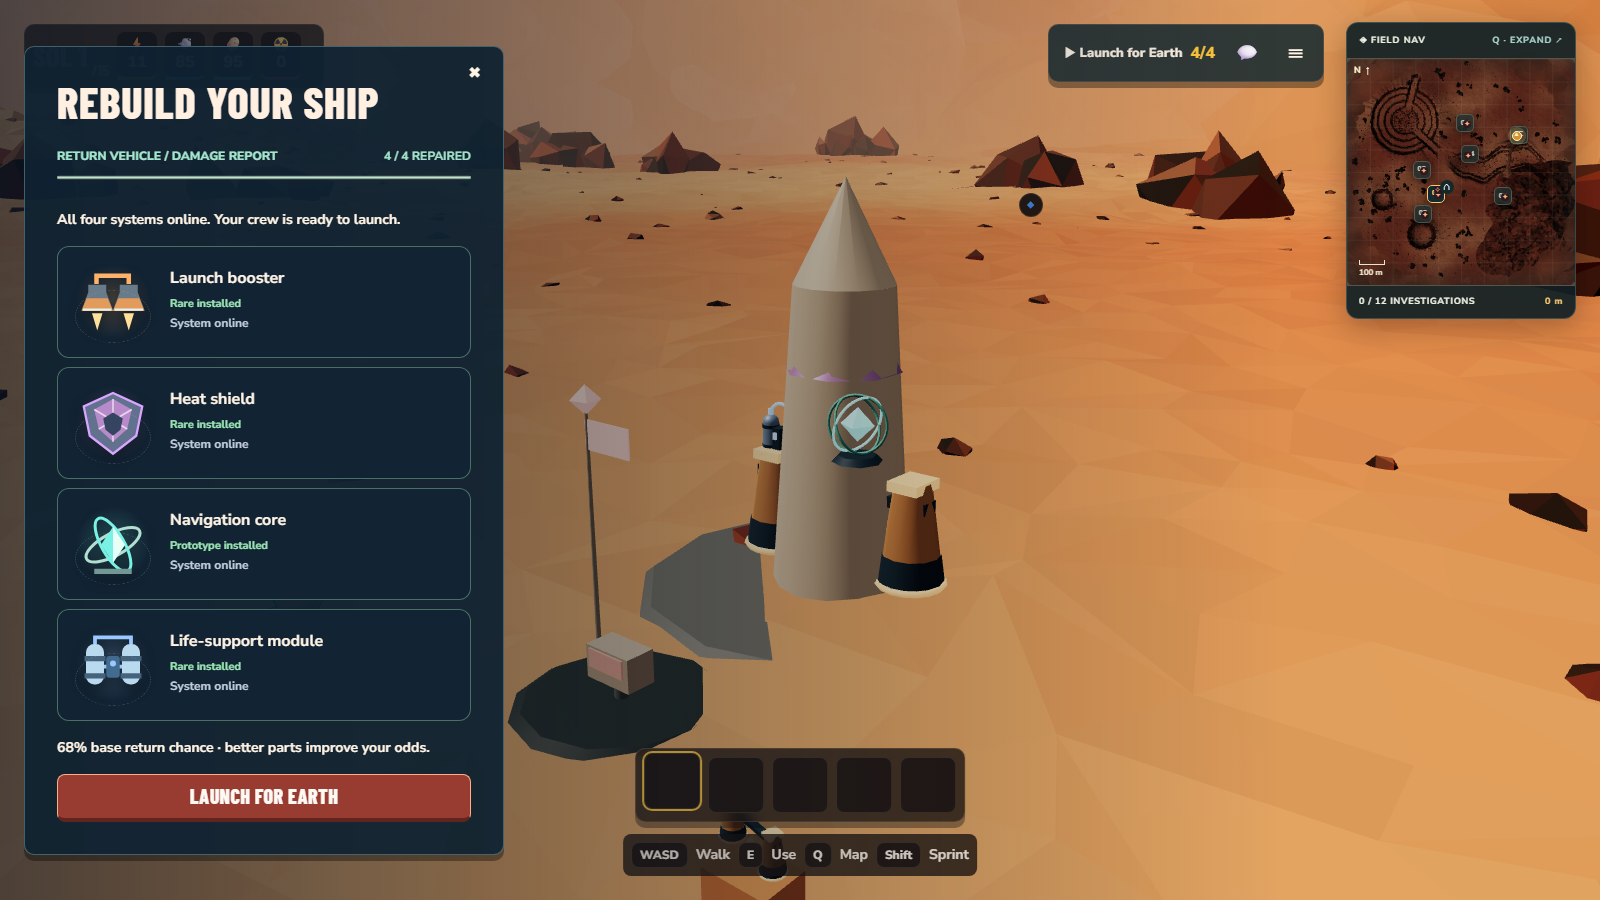 REBUILD YOUR SHIP
RETURN VEHICLE / DAMAGE REPORT 4 / 4 REPAIRED
All four systems online. Your crew is ready to launch.
Launch booster
Rare installed
System online
Heat shield
Rare installed
System online
Navigation core
Prototype installed
System online
Life-support module
Rare installed
System online
68% base return chance · better parts improve your odds.
LAUNCH FOR EARTH
Launch for Earth 4/4
FIELD NAV Q · EXPAND
N ↑
100 m
0 / 12 INVESTIGATIONS 0 m
WASD Walk E Use Q Map Shift Sprint